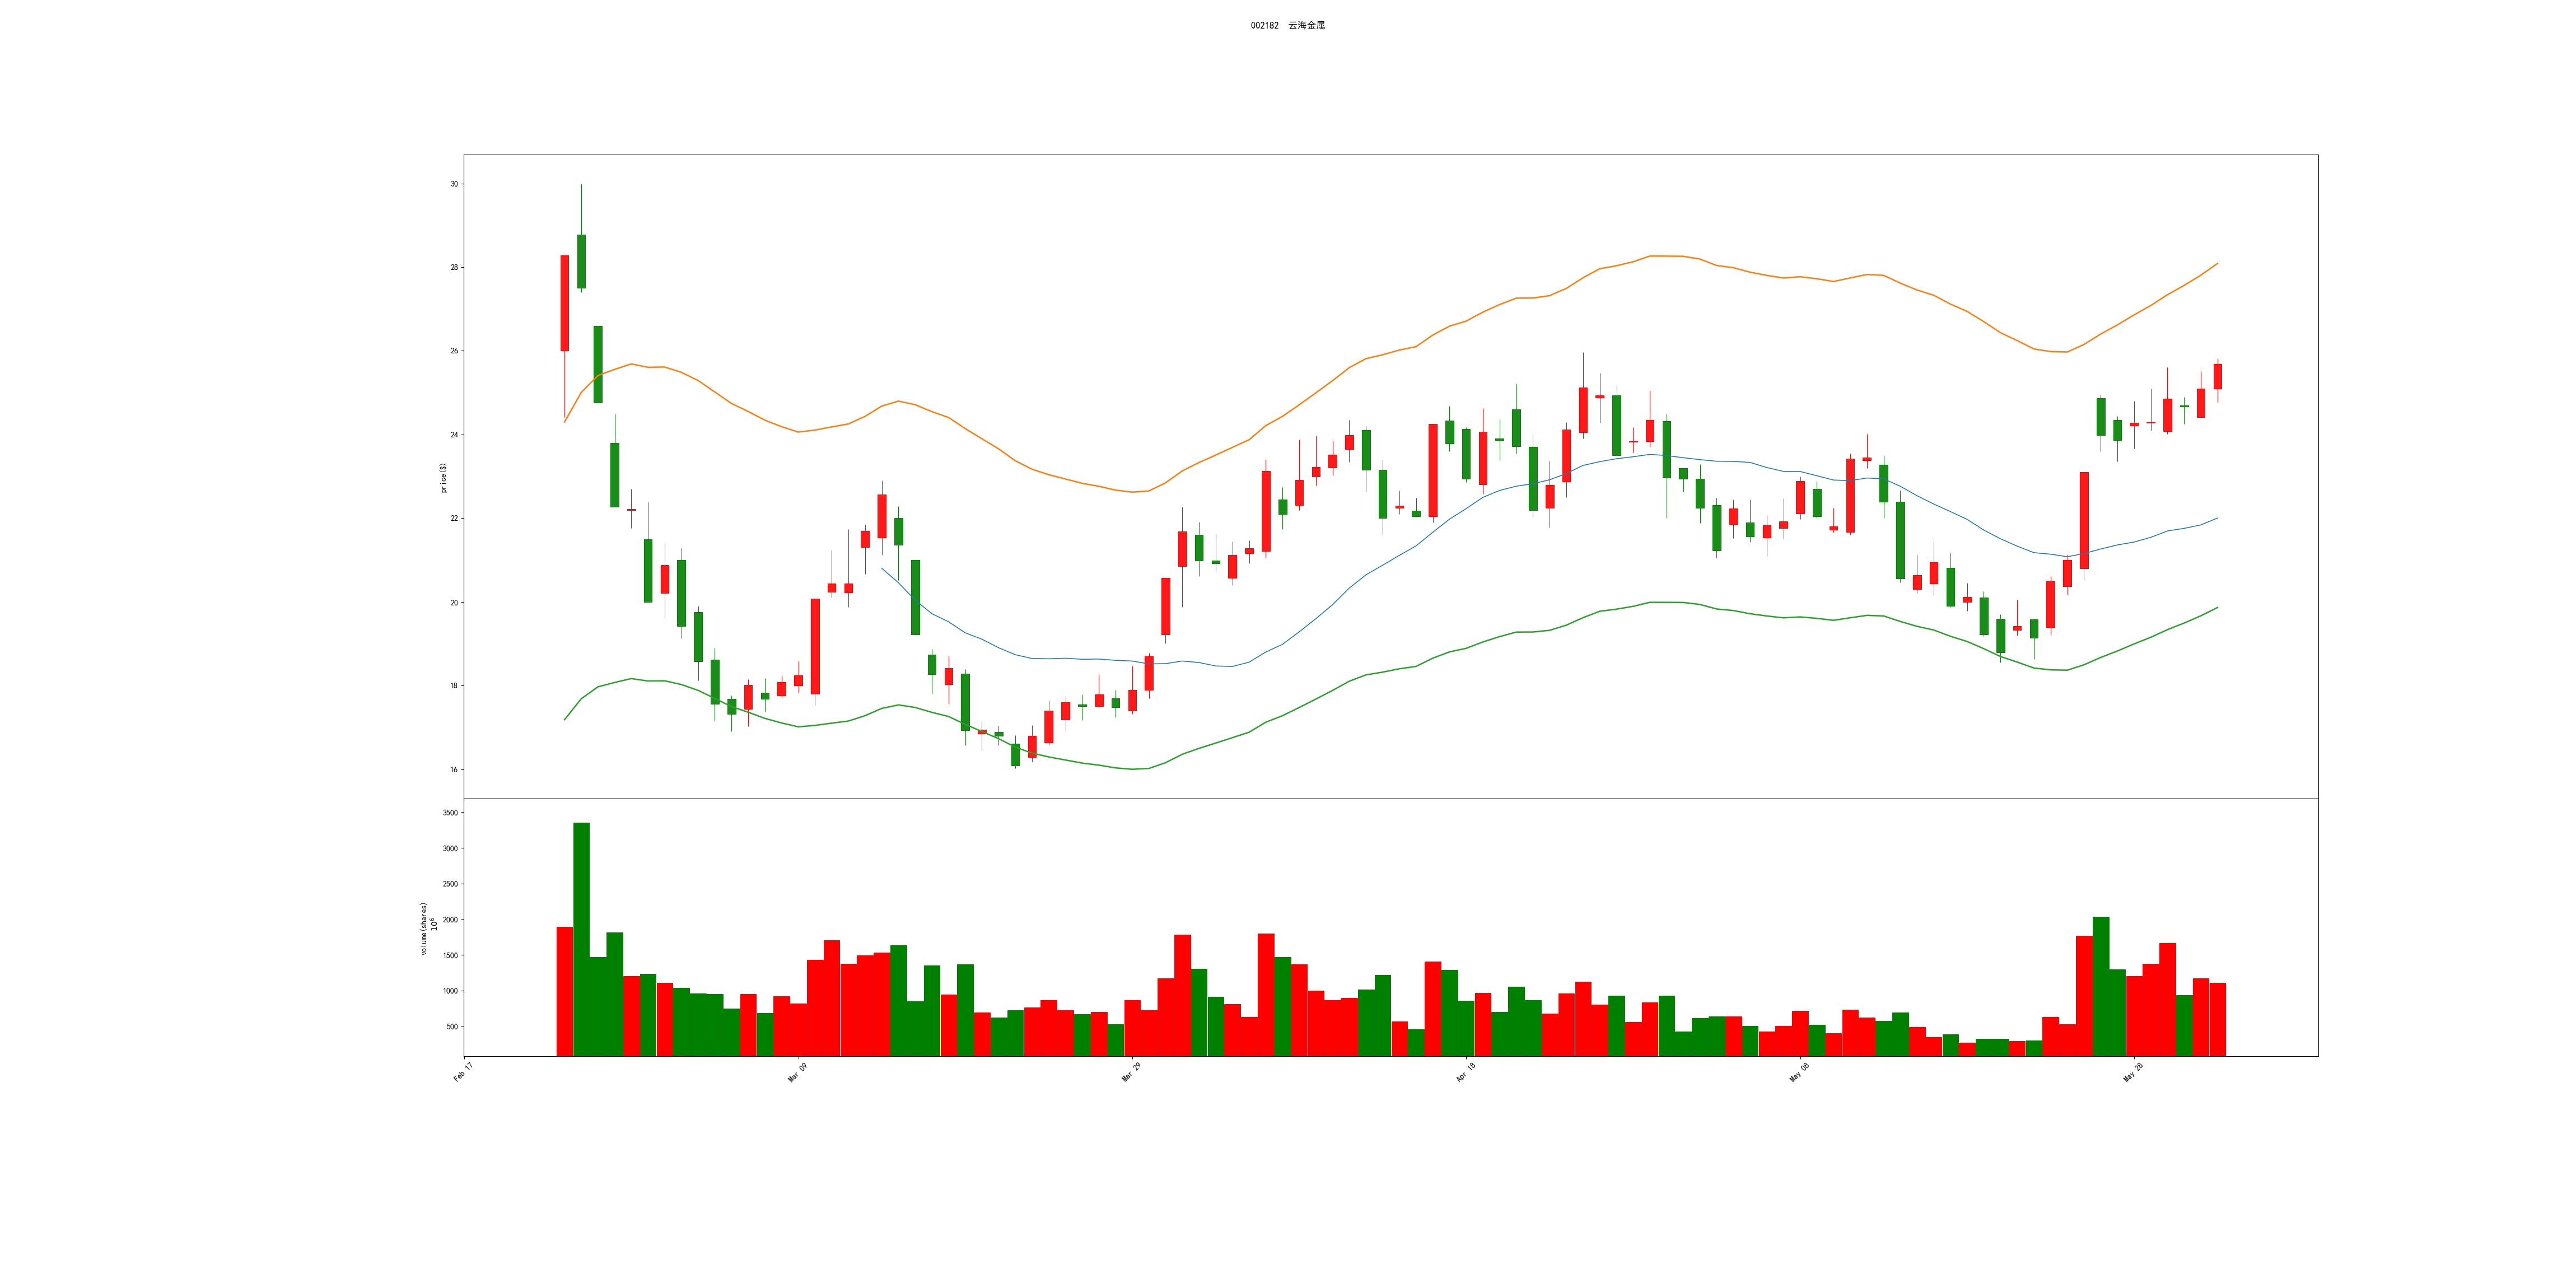 002182 云海金属
30
28
26
24
22
20
18
16
price($)
3500
3000
2500
2000
1500
1000
500
volume(shares)
10⁶
Feb 17
Mar 09
Mar 29
Apr 18
May 08
May 28